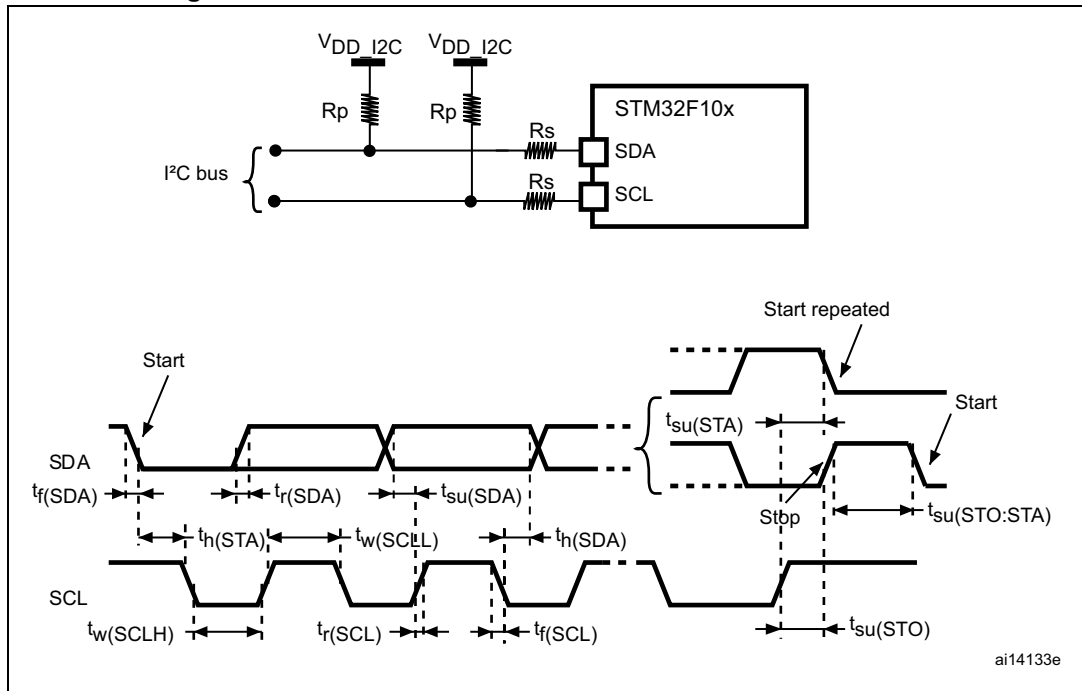 VDD_I2C VDD_I2C
Rp Rp
STM32F10x
Rs
SDA
I²C bus
Rs
SCL
Start repeated
Start
Start
tsu(STA)
SDA
tf(SDA) tr(SDA) tsu(SDA)
Stop
tsu(STO:STA)
th(STA) tw(SCLL) th(SDA)
SCL
tw(SCLH) tr(SCL) tf(SCL) tsu(STO)
ai14133e